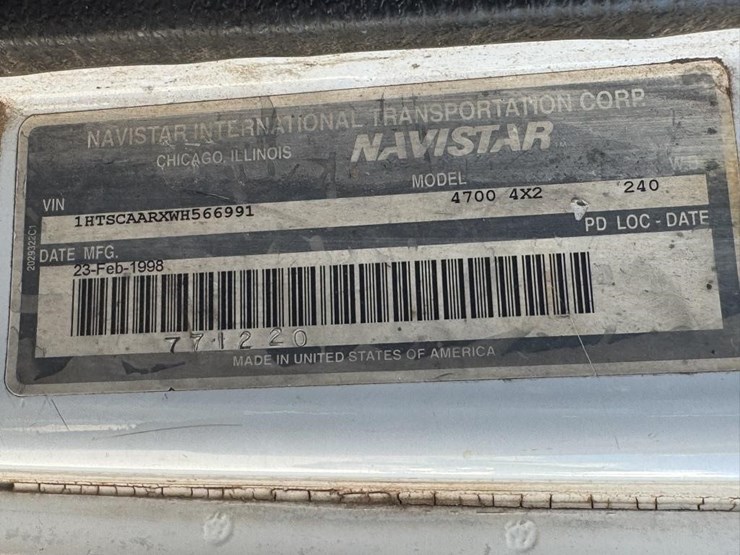 NAVISTAR INTERNATIONAL TRANSPORTATION CORP.
CHICAGO, ILLINOIS NAVISTAR
VIN MODEL W.B.
1HTSCAARXWH566991 4700 4X2 240
DATE MFG. PD LOC - DATE
23-Feb-1998
771220
MADE IN UNITED STATES OF AMERICA
2029322C1